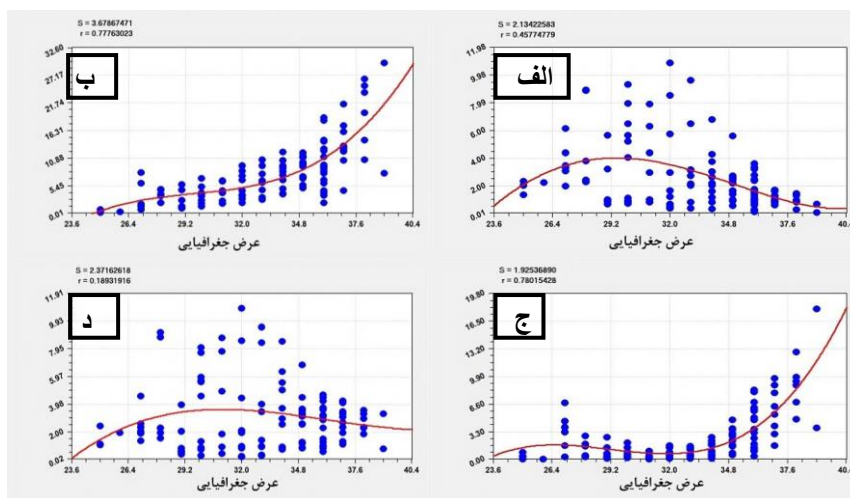 S = 3.67867471
r = 0.77763023
ب
32.60
27.17
21.74
16.31
10.88
5.45
0.01
23.6 26.4 29.2 32.0 34.8 37.6 40.4
عرض جغرافیایی
S = 2.13422583
r = 0.45774779
الف
11.98
9.98
7.99
6.00
4.00
2.00
0.01
23.6 26.4 29.2 32.0 34.8 37.6 40.4
عرض جغرافیایی
S = 2.37162618
r = 0.18931916
د
11.91
9.93
7.95
5.97
3.98
2.00
0.02
23.6 26.4 29.2 32.0 34.8 37.6 40.4
عرض جغرافیایی
S = 1.92536890
r = 0.78015428
ج
19.80
16.50
13.20
9.90
6.60
3.30
0.00
23.6 26.4 29.2 32.0 34.8 37.6 40.4
عرض جغرافیایی